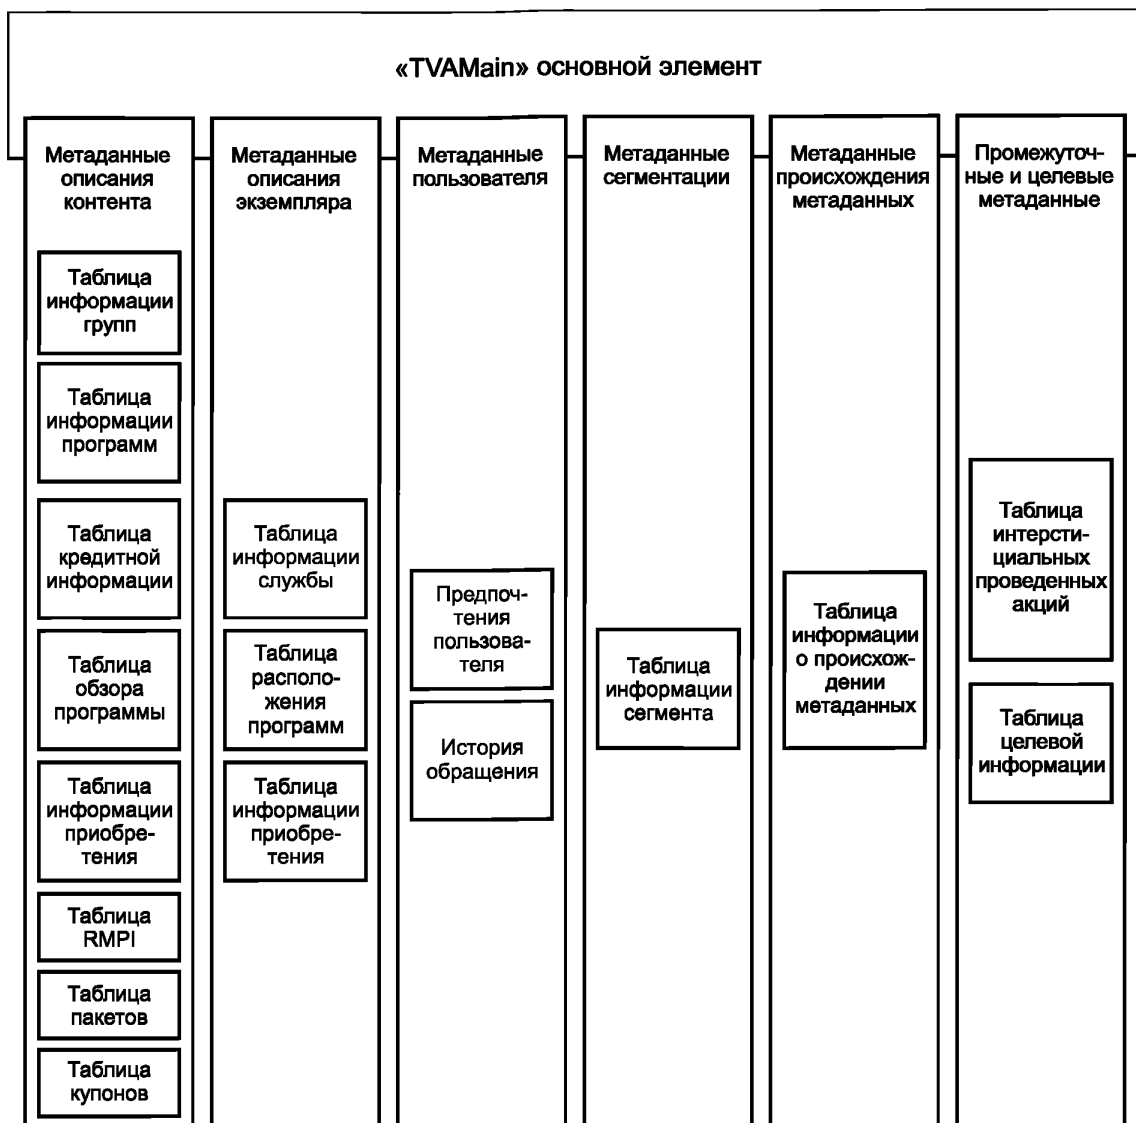 «TVAMain» основной элемент
Метаданные
описания
контента
Таблица
информации
групп
Таблица
информации
программ
Таблица
кредитной
информации
Таблица
обзора
программы
Таблица
информации
приобре-
тения
Таблица
RMPI
Таблица
пакетов
Таблица
купонов
Метаданные
описания
экземпляра
Таблица
информации
службы
Таблица
располо-
жения
программ
Таблица
информации
приобре-
тения
Метаданные
пользователя
Предпоч-
тения
пользова-
теля
История
обращения
Метаданные
сегментации
Таблица
информации
сегмента
Метаданные
происхождения
метаданных
Таблица
информации
о происхож-
дении
метаданных
Промежуточ-
ные и целевые
метаданные
Таблица
интерсти-
циальных
проведенных
акций
Таблица
целевой
информации